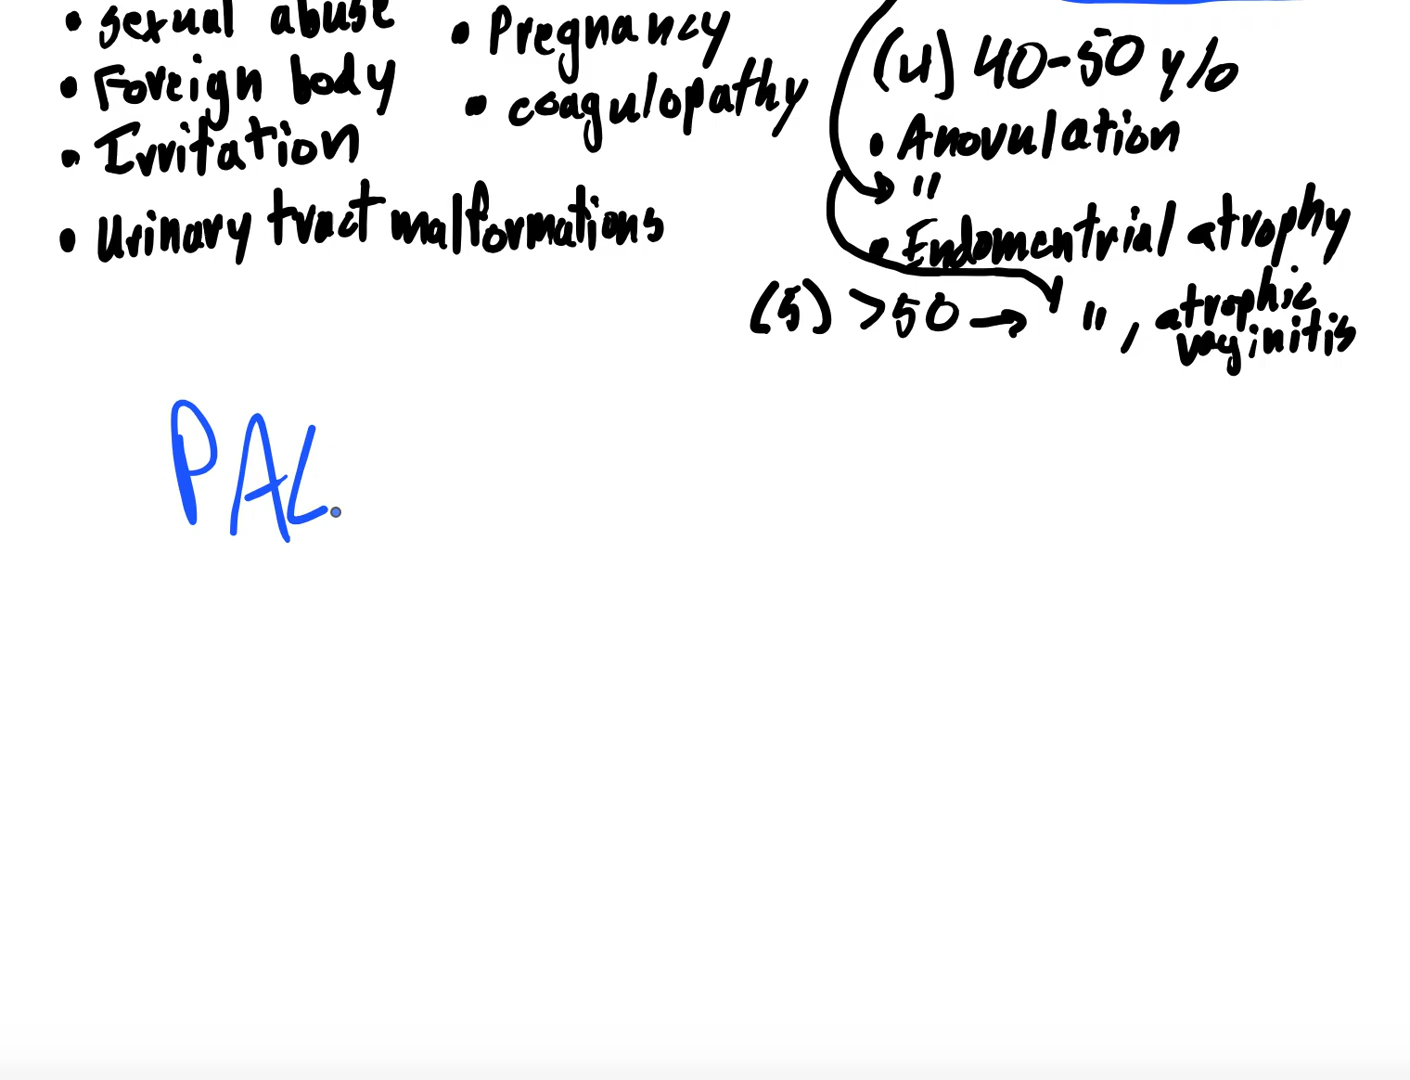 • sexual abuse
• Foreign body
• Irritation
• Urinary tract malformations
• Pregnancy
• coagulopathy
(4) 40-50 y/o
• Anovulation
"
• Endomentrial atrophy
(5) >50 → ", atrophic
vaginitis
PAL